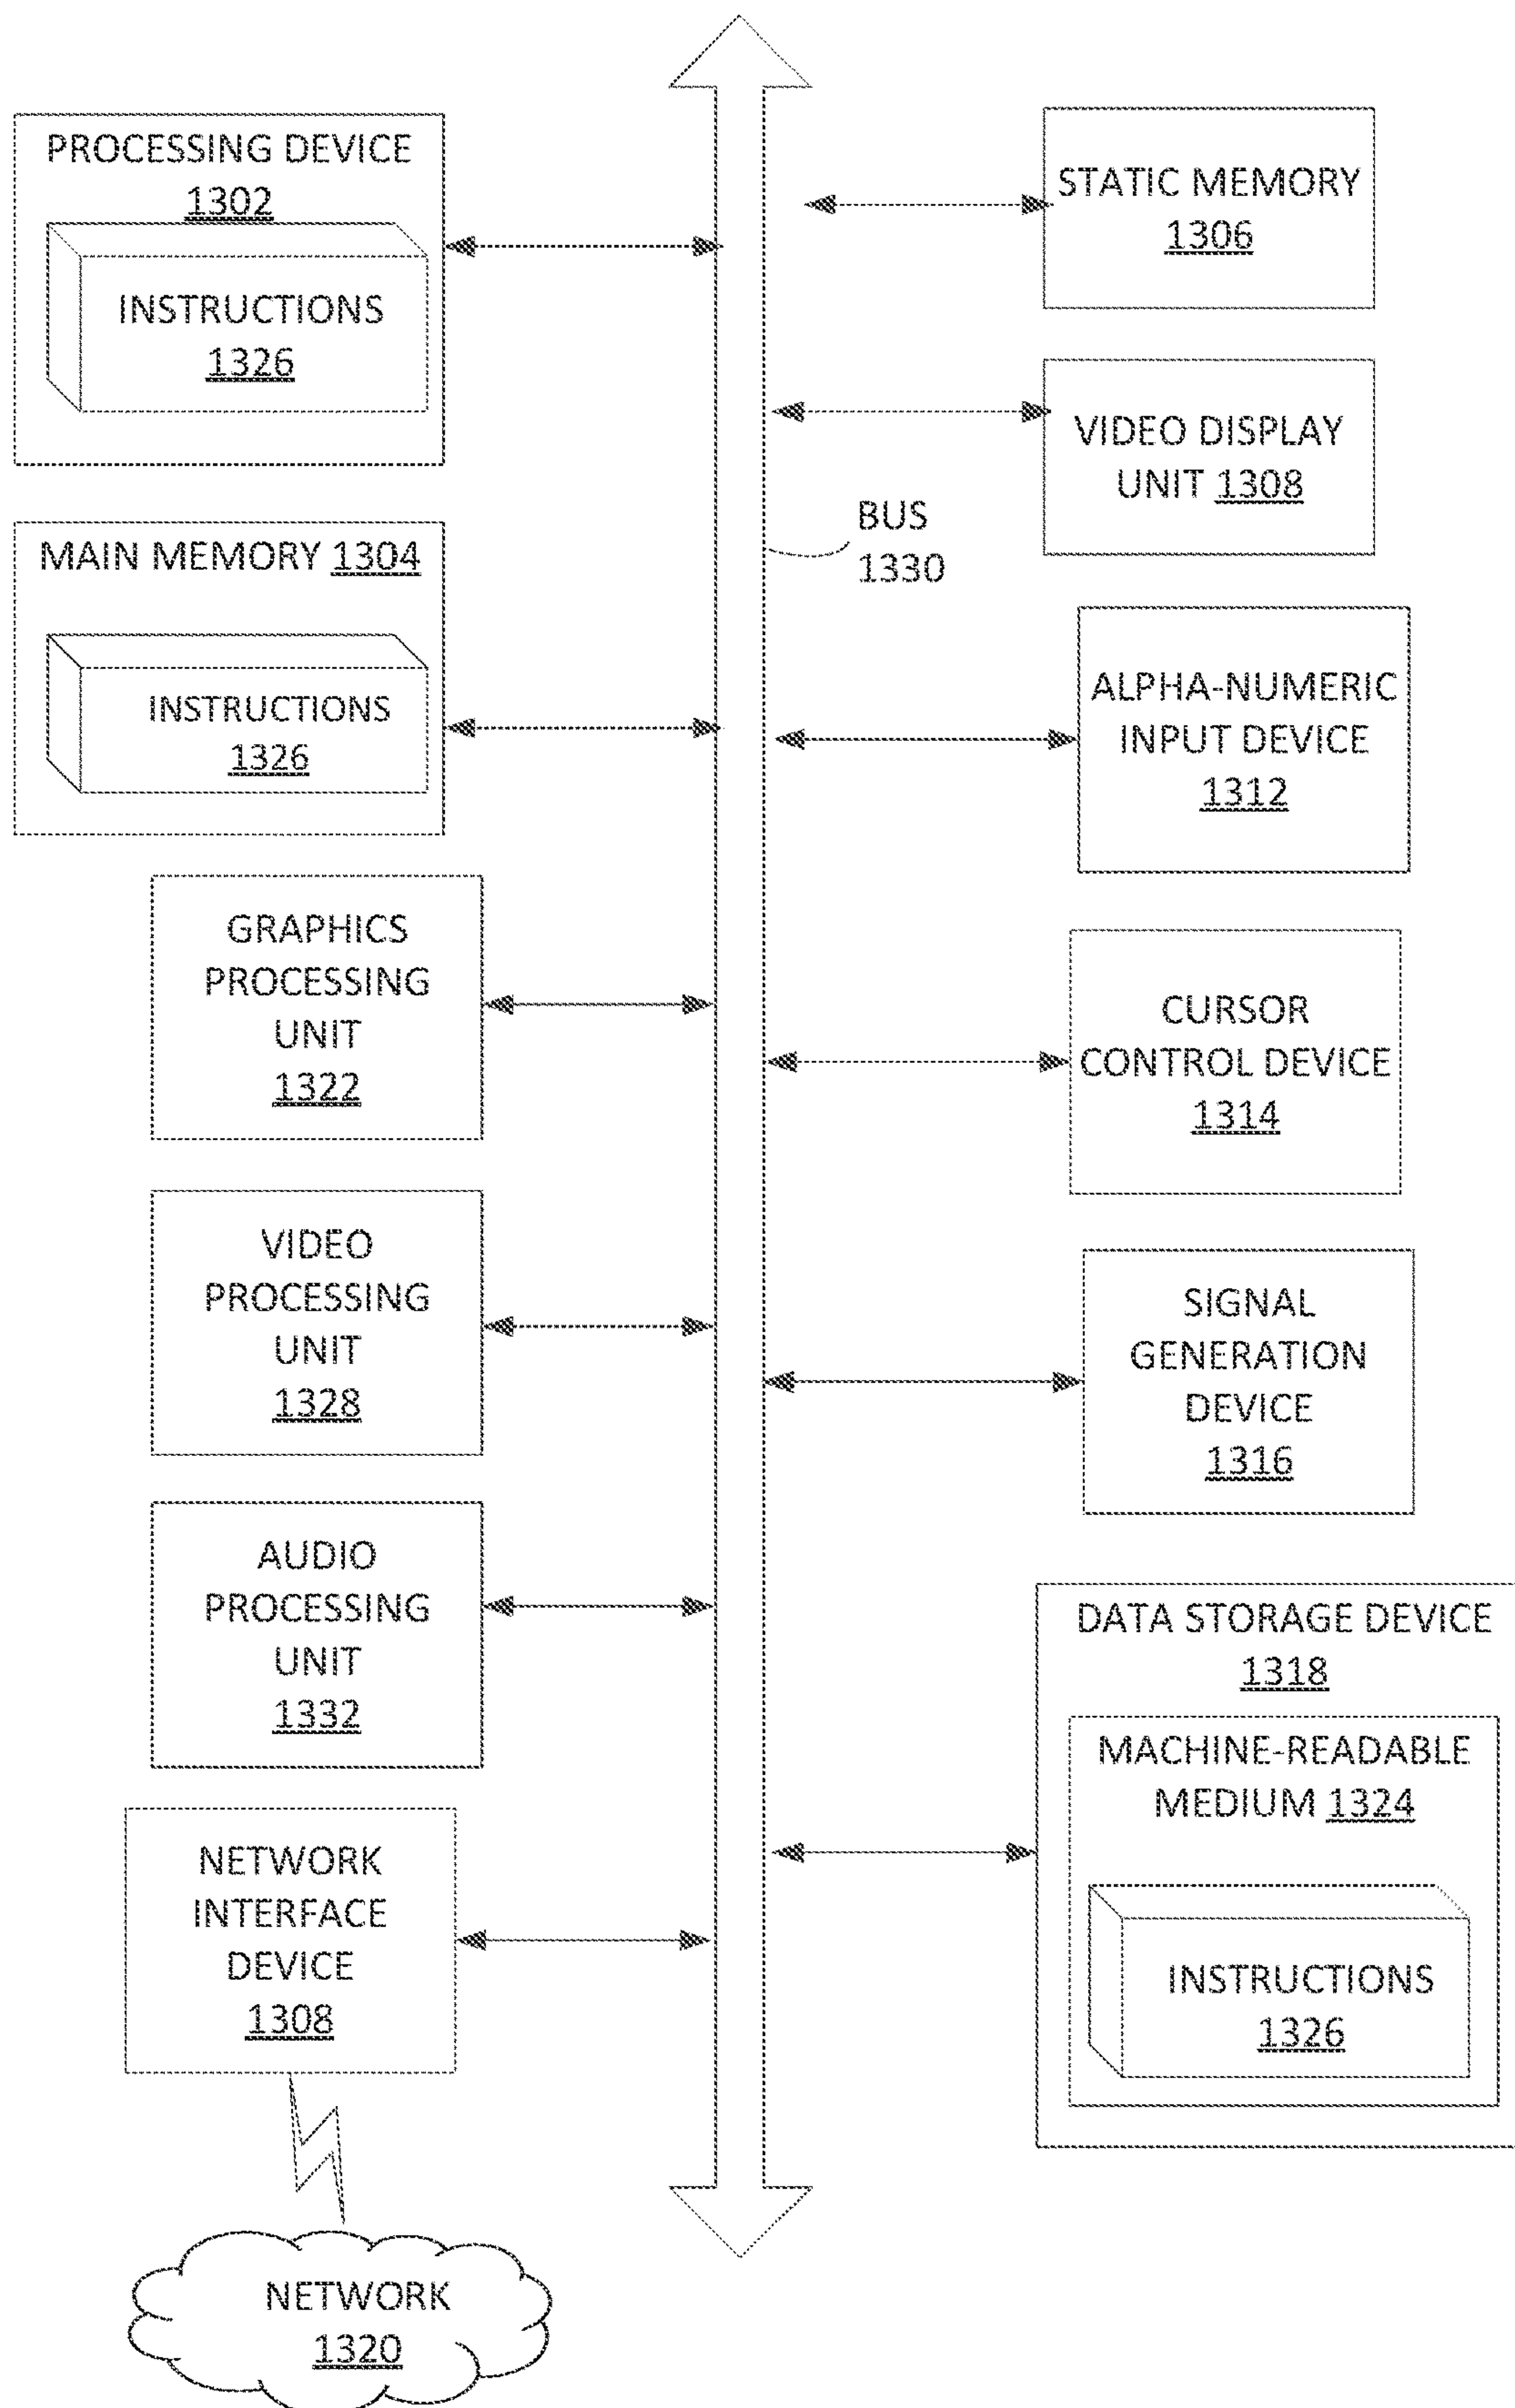 PROCESSING DEVICE
1302
INSTRUCTIONS
1326
MAIN MEMORY 1304
INSTRUCTIONS
1326
GRAPHICS
PROCESSING
UNIT
1322
VIDEO
PROCESSING
UNIT
1328
AUDIO
PROCESSING
UNIT
1332
NETWORK
INTERFACE
DEVICE
1308
NETWORK
1320
BUS
1330
STATIC MEMORY
1306
VIDEO DISPLAY
UNIT 1308
ALPHA-NUMERIC
INPUT DEVICE
1312
CURSOR
CONTROL DEVICE
1314
SIGNAL
GENERATION
DEVICE
1316
DATA STORAGE DEVICE
1318
MACHINE-READABLE
MEDIUM 1324
INSTRUCTIONS
1326